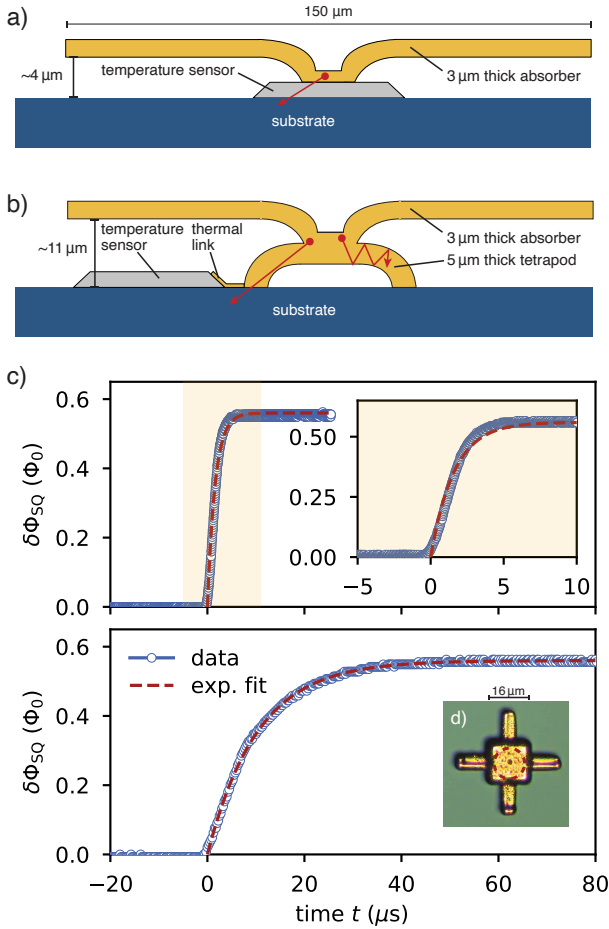 a)
150 µm
~4 µm
temperature sensor
3 µm thick absorber
substrate
b)
~11 µm
temperature
sensor
thermal
link
3 µm thick absorber
5 µm thick tetrapod
substrate
c)
0.6
0.4
0.2
0.0
δΦSQ (Φ0)
0.50
0.25
0.00
−5 0 5 10
0.6
0.4
0.2
0.0
δΦSQ (Φ0)
data
exp. fit
16 µm
d)
−20 0 20 40 60 80
time t (µs)